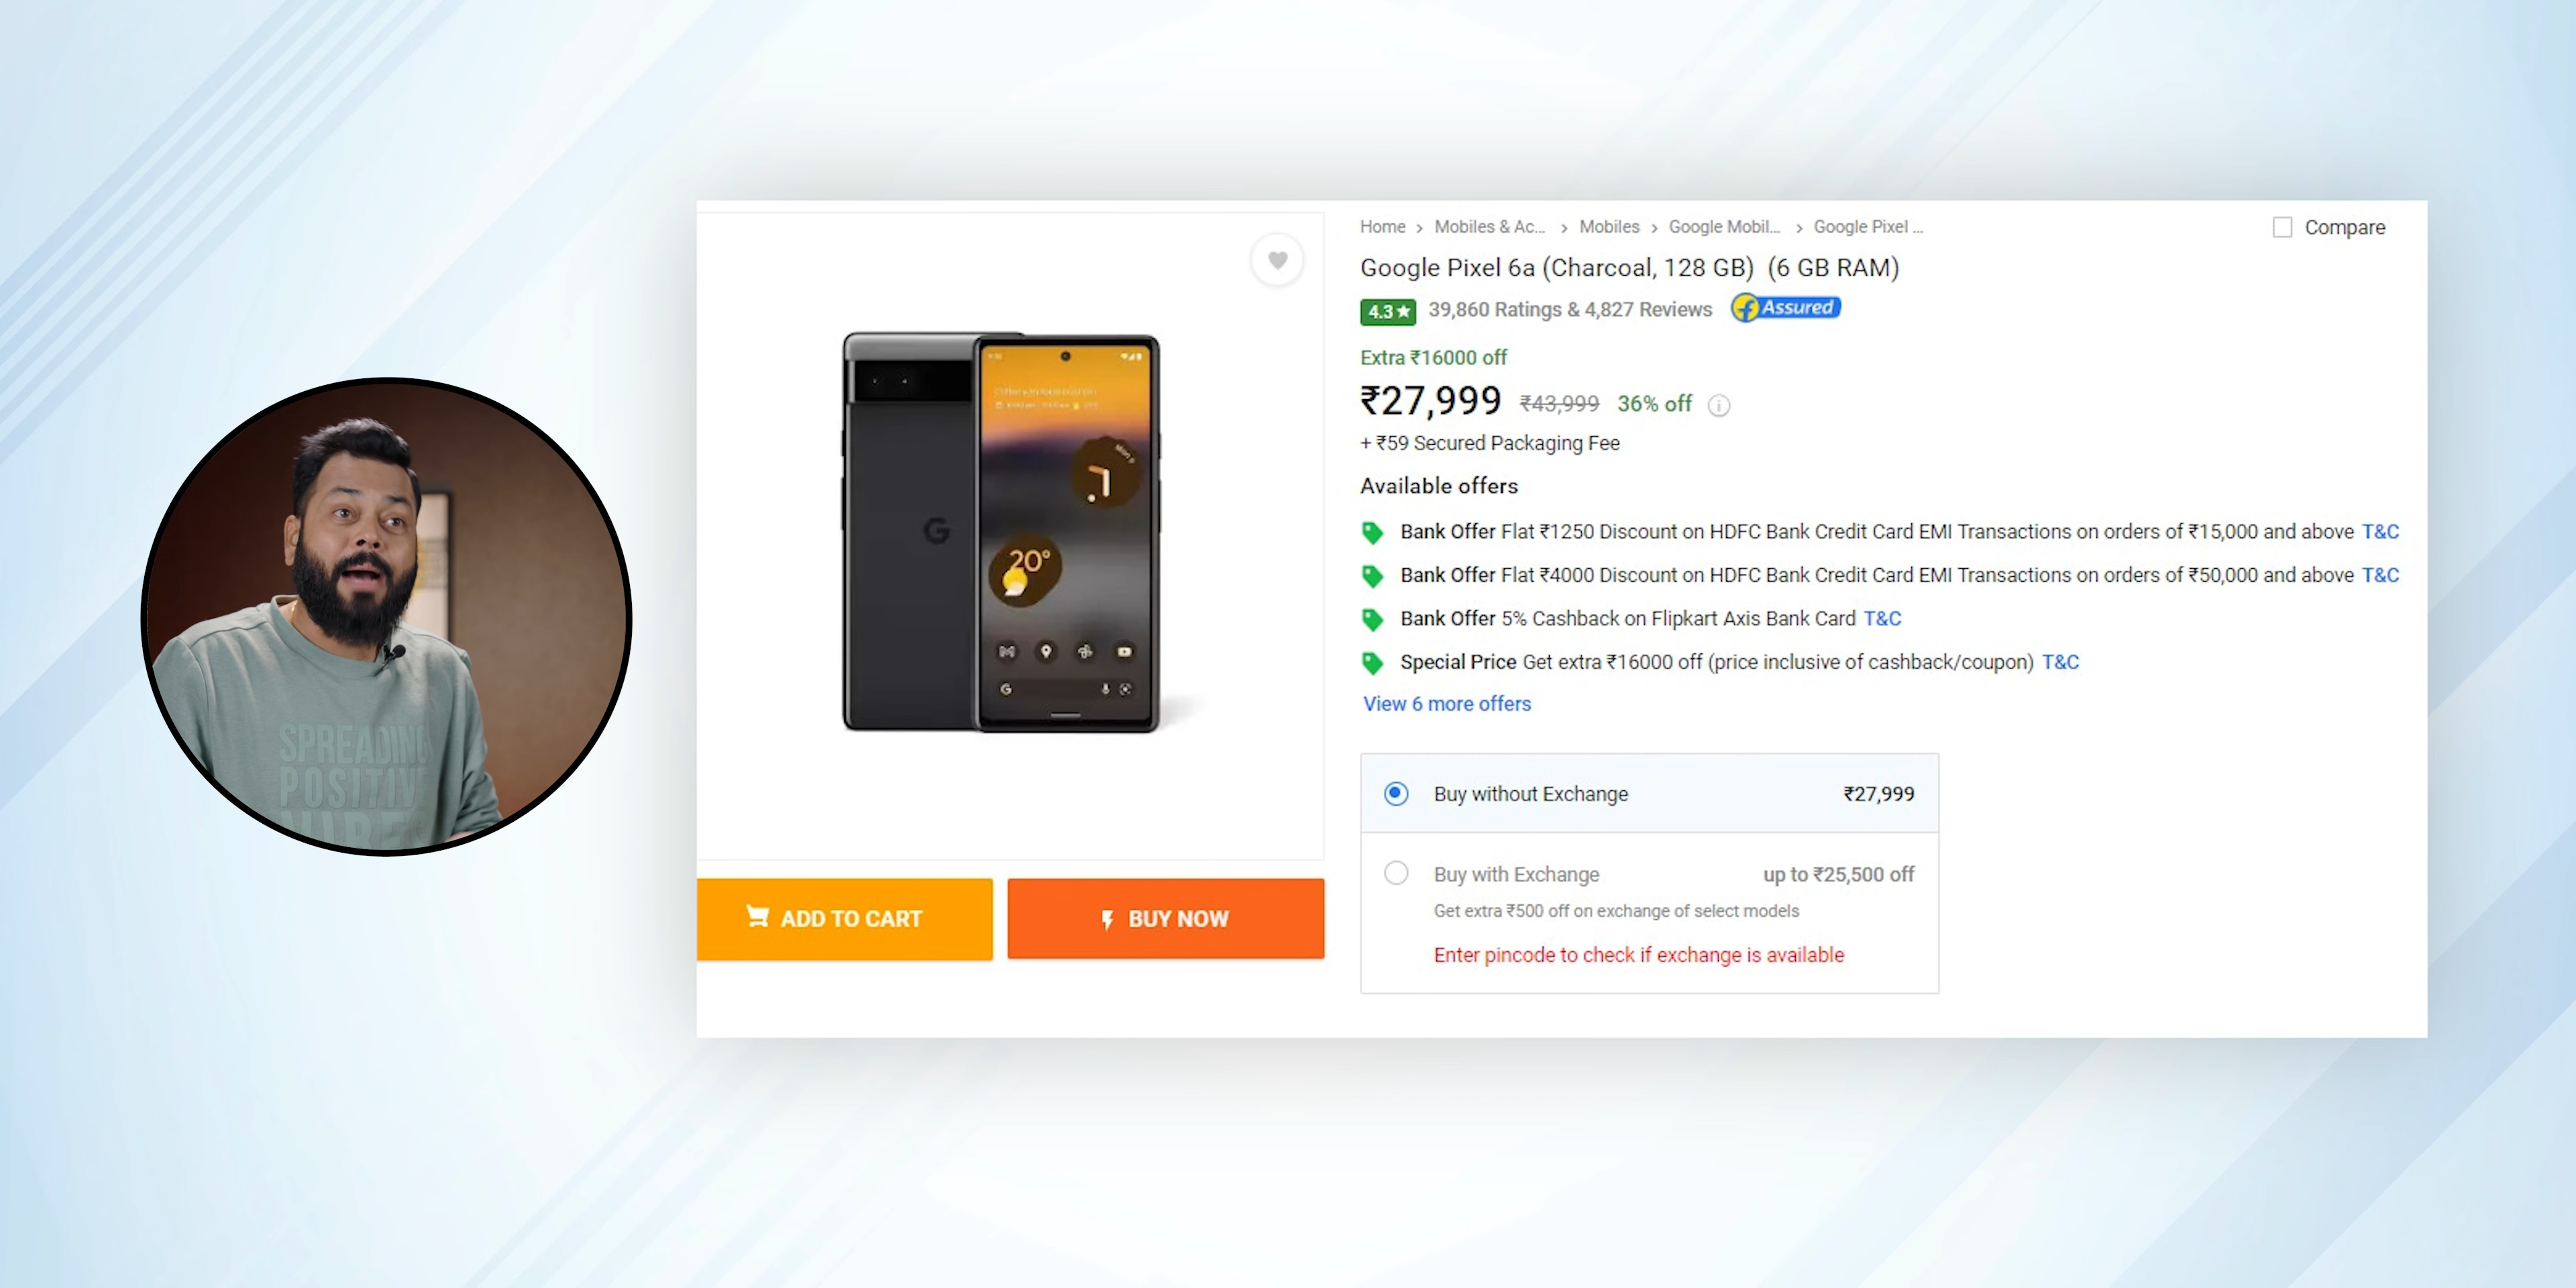 Home > Mobiles & Ac... > Mobiles > Google Mobil... > Google Pixel ...
Compare
Google Pixel 6a (Charcoal, 128 GB) (6 GB RAM)
4.3★ 39,860 Ratings & 4,827 Reviews Assured
Extra ₹16000 off
₹27,999 ₹43,999 36% off
+ ₹59 Secured Packaging Fee
Available offers
Bank Offer Flat ₹1250 Discount on HDFC Bank Credit Card EMI Transactions on orders of ₹15,000 and above T&C
Bank Offer Flat ₹4000 Discount on HDFC Bank Credit Card EMI Transactions on orders of ₹50,000 and above T&C
Bank Offer 5% Cashback on Flipkart Axis Bank Card T&C
Special Price Get extra ₹16000 off (price inclusive of cashback/coupon) T&C
View 6 more offers
Buy without Exchange ₹27,999
Buy with Exchange up to ₹25,500 off
Get extra ₹500 off on exchange of select models
Enter pincode to check if exchange is available
ADD TO CART
BUY NOW
20°
G
SPREADING
POSITIV